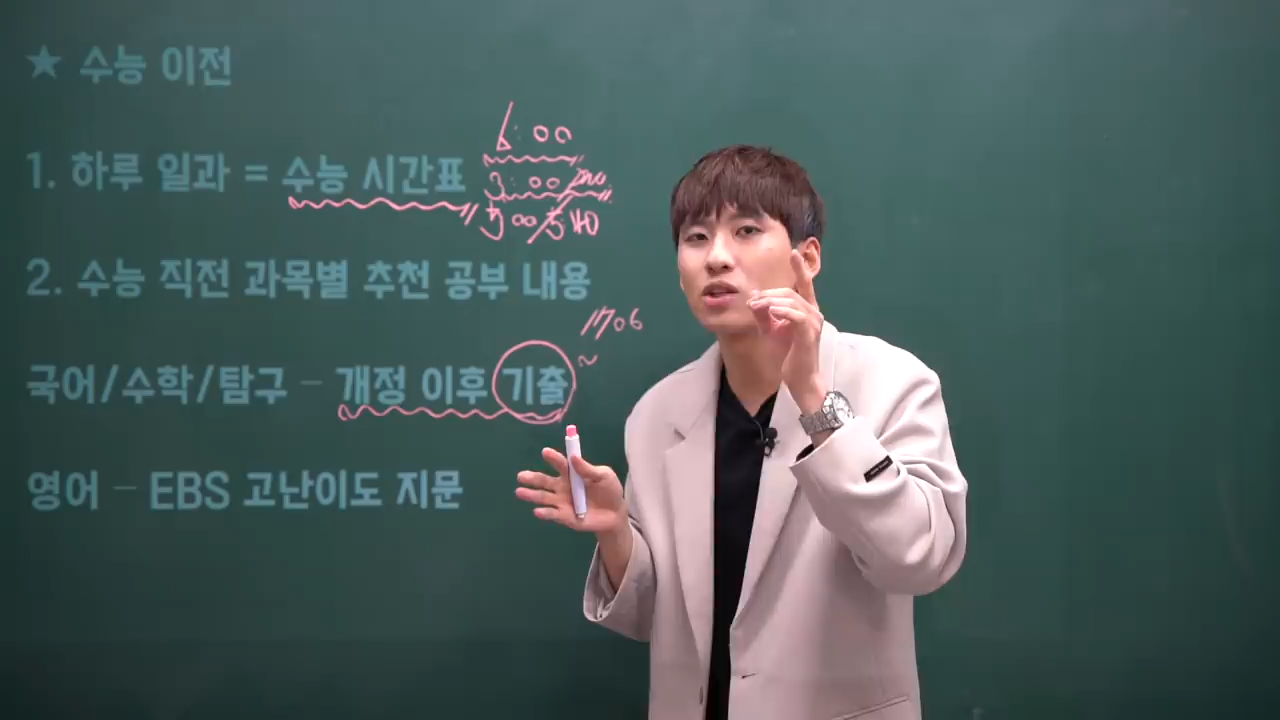 ★ 수능 이전
6:00
1. 하루 일과 = 수능 시간표
3:00
5:00 5:40
2. 수능 직전 과목별 추천 공부 내용
1706
국어/수학/탐구 - 개정 이후 기출 ~
영어 - EBS 고난이도 지문